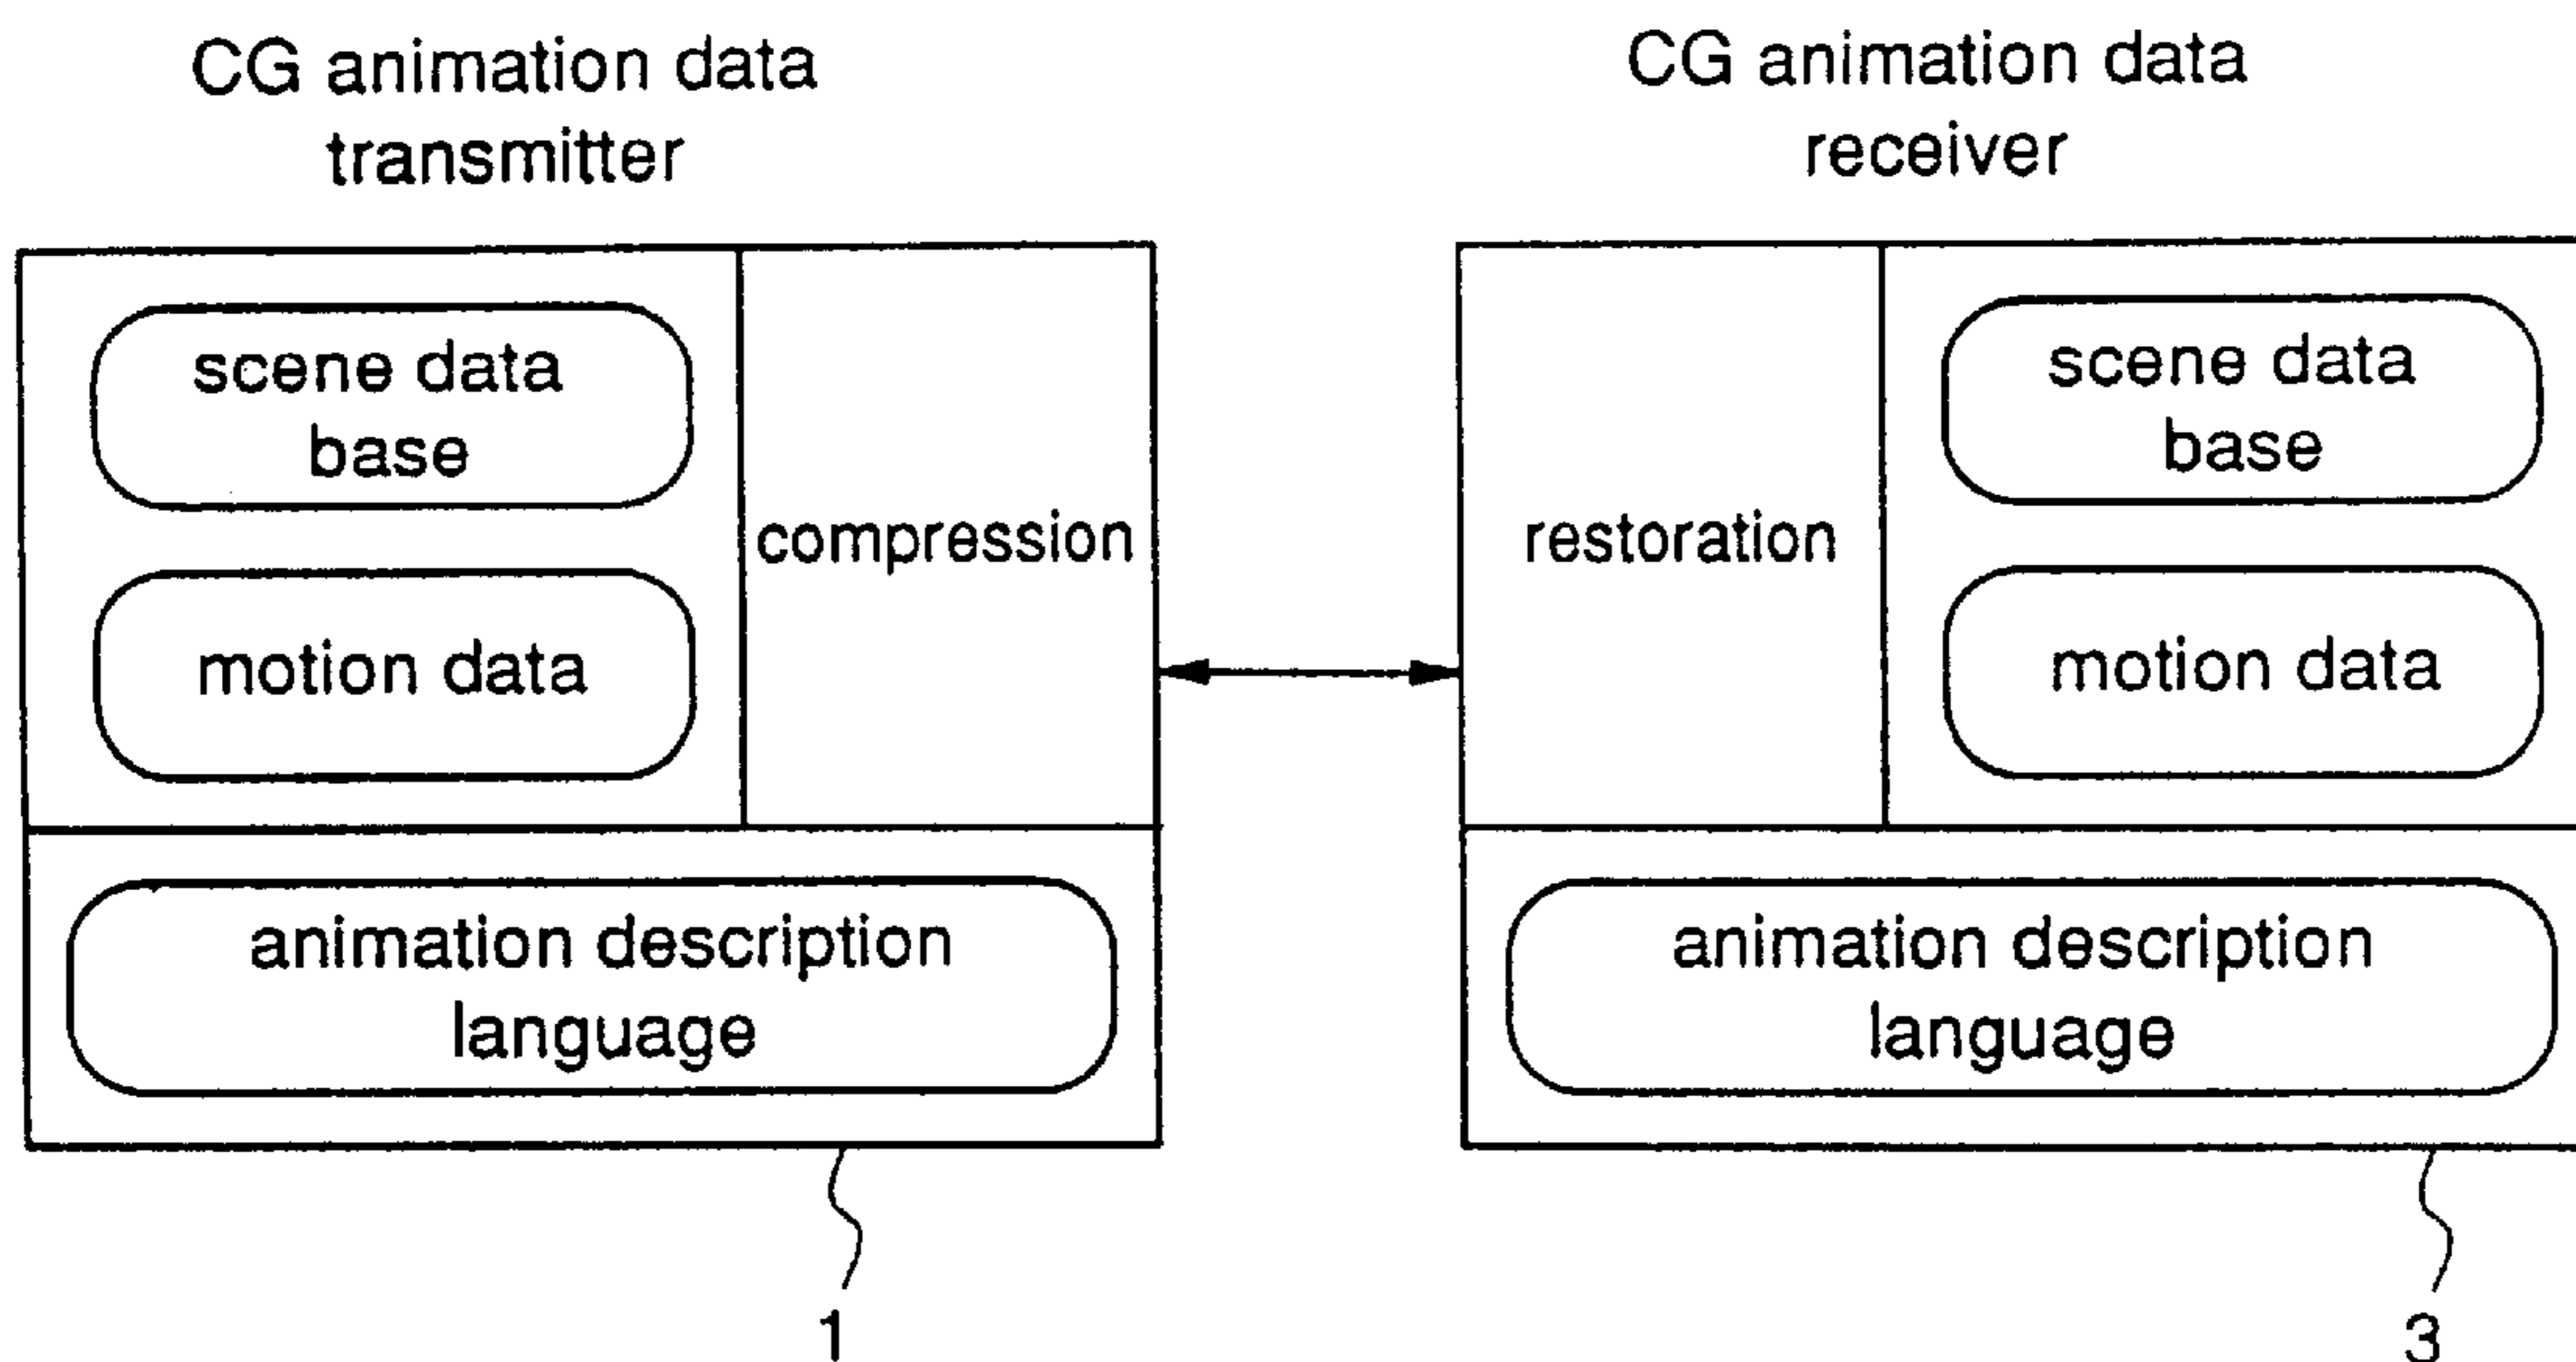 CG animation data
transmitter
scene data
base
motion data
compression
animation description
language
1
CG animation data
receiver
restoration
scene data
base
motion data
animation description
language
3